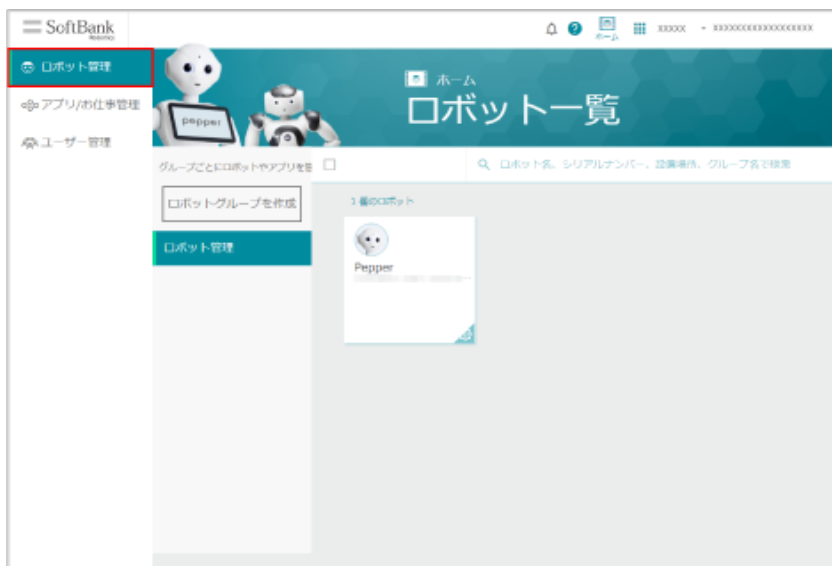 SoftBank
Robotics
ホーム
xxxxx - xxxxxxxxxxxxxxxxxx
ロボット管理
アプリ/お仕事管理
ユーザー管理
pepper
ホーム
ロボット一覧
グループごとにロボットやアプリを管
ロボット名、シリアルナンバー、設置場所、グループ名で検索
ロボットグループを作成
1 番のロボット
ロボット管理
Pepper